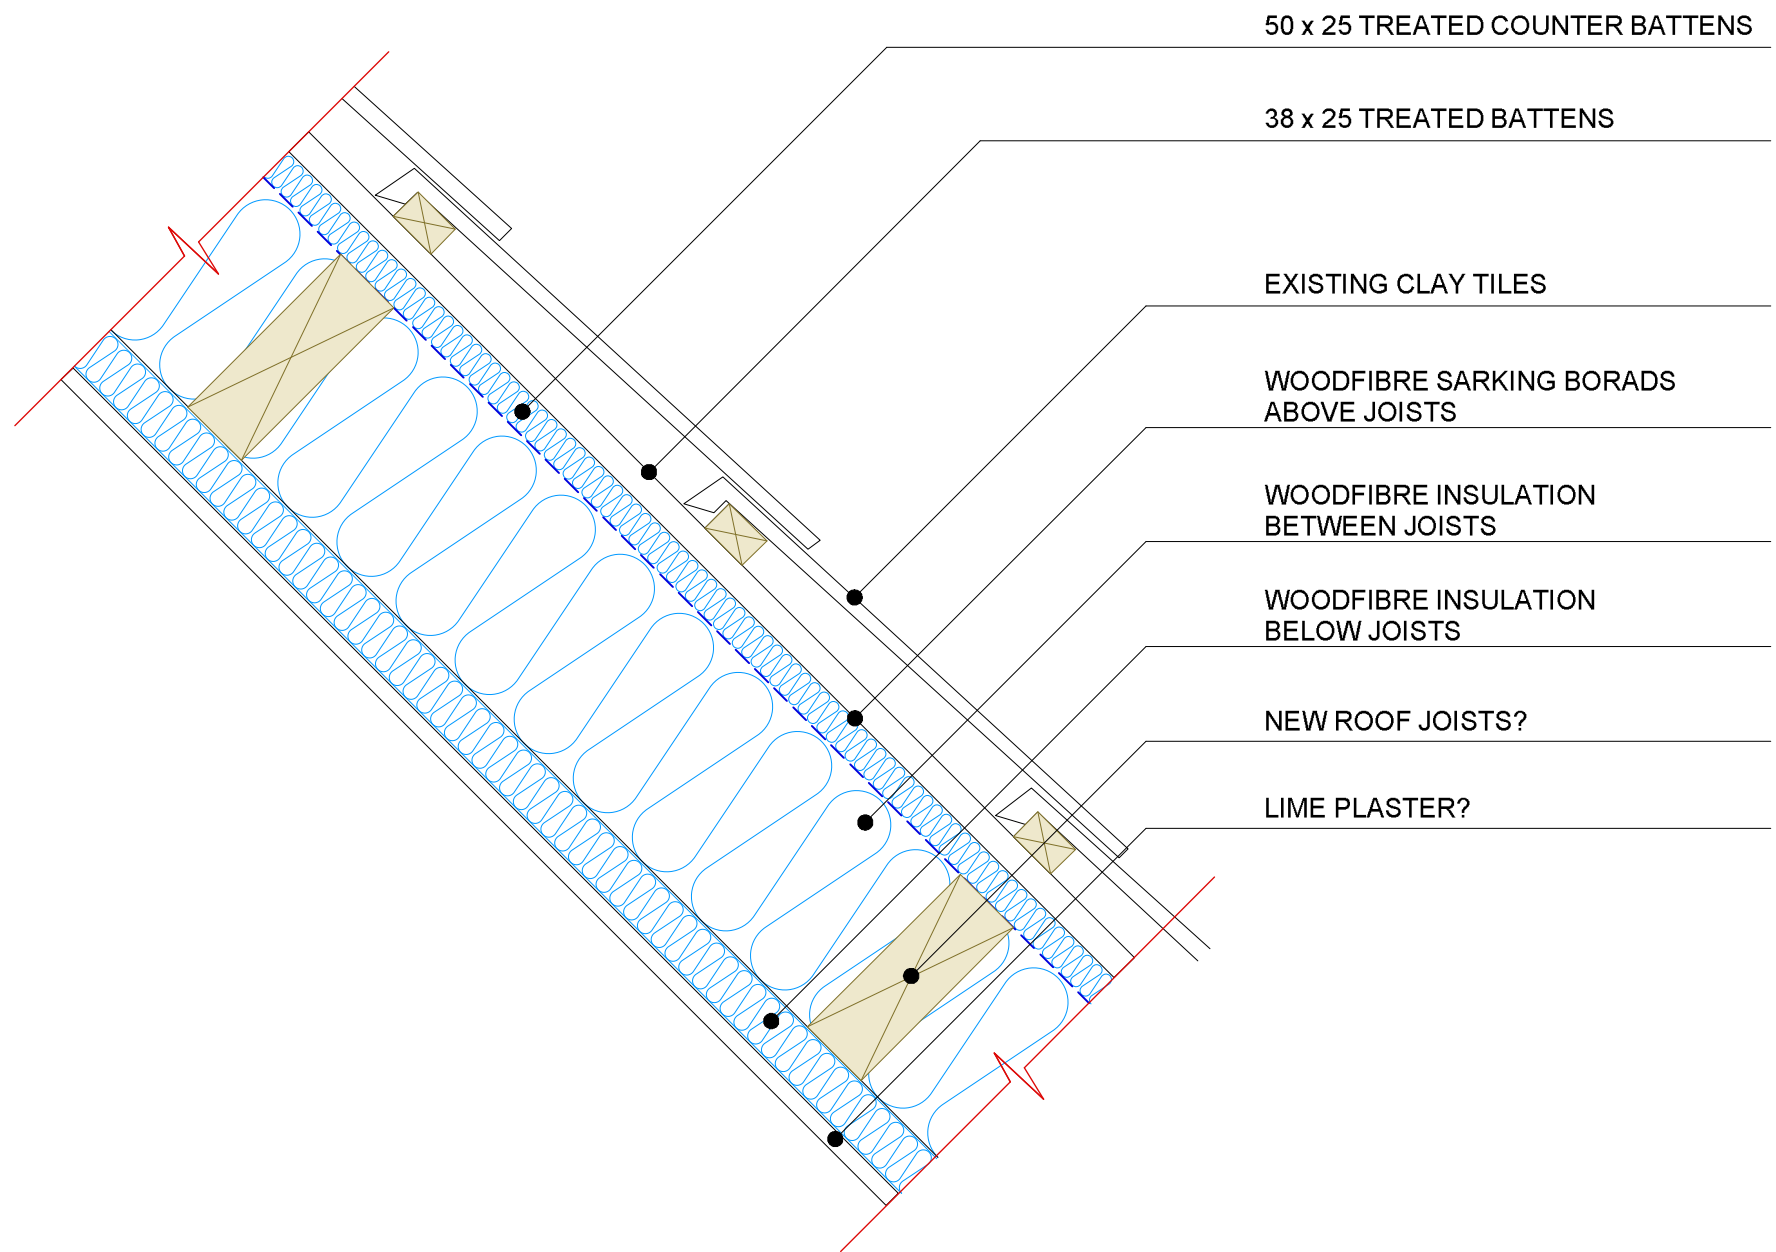 50 x 25 TREATED COUNTER BATTENS
38 x 25 TREATED BATTENS
EXISTING CLAY TILES
WOODFIBRE SARKING BORADS
ABOVE JOISTS
WOODFIBRE INSULATION
BETWEEN JOISTS
WOODFIBRE INSULATION
BELOW JOISTS
NEW ROOF JOISTS?
LIME PLASTER?